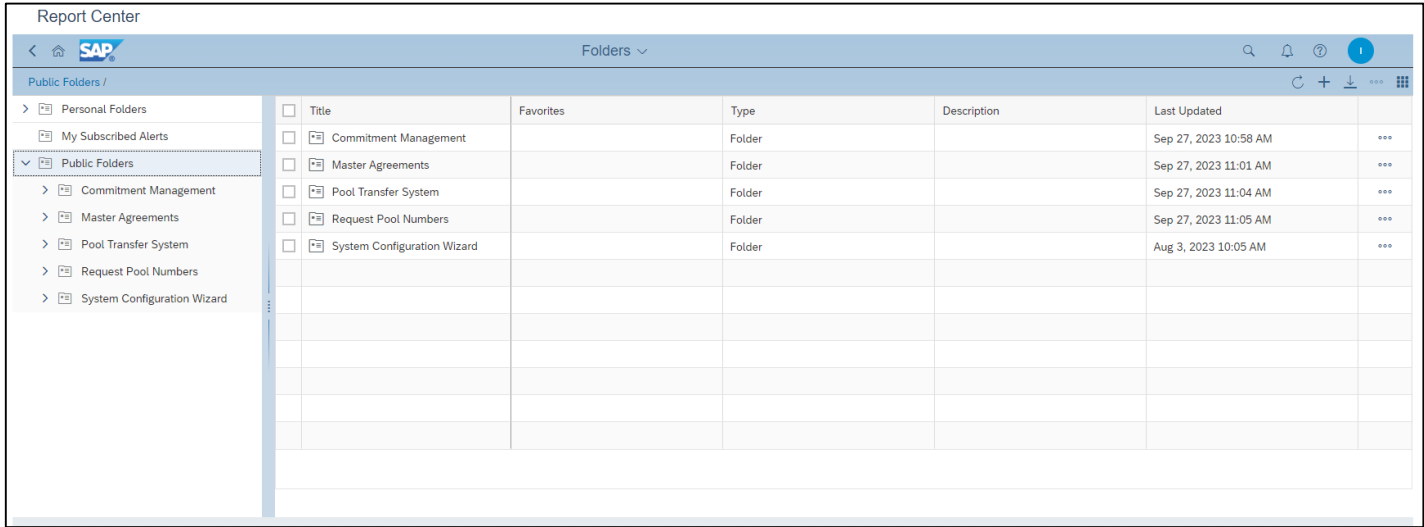 Report Center
SAP® Folders I
Public Folders /
Personal Folders
My Subscribed Alerts
Public Folders
Commitment Management
Master Agreements
Pool Transfer System
Request Pool Numbers
System Configuration Wizard
Title Favorites Type Description Last Updated
Commitment Management Folder Sep 27, 2023 10:58 AM
Master Agreements Folder Sep 27, 2023 11:01 AM
Pool Transfer System Folder Sep 27, 2023 11:04 AM
Request Pool Numbers Folder Sep 27, 2023 11:05 AM
System Configuration Wizard Folder Aug 3, 2023 10:05 AM